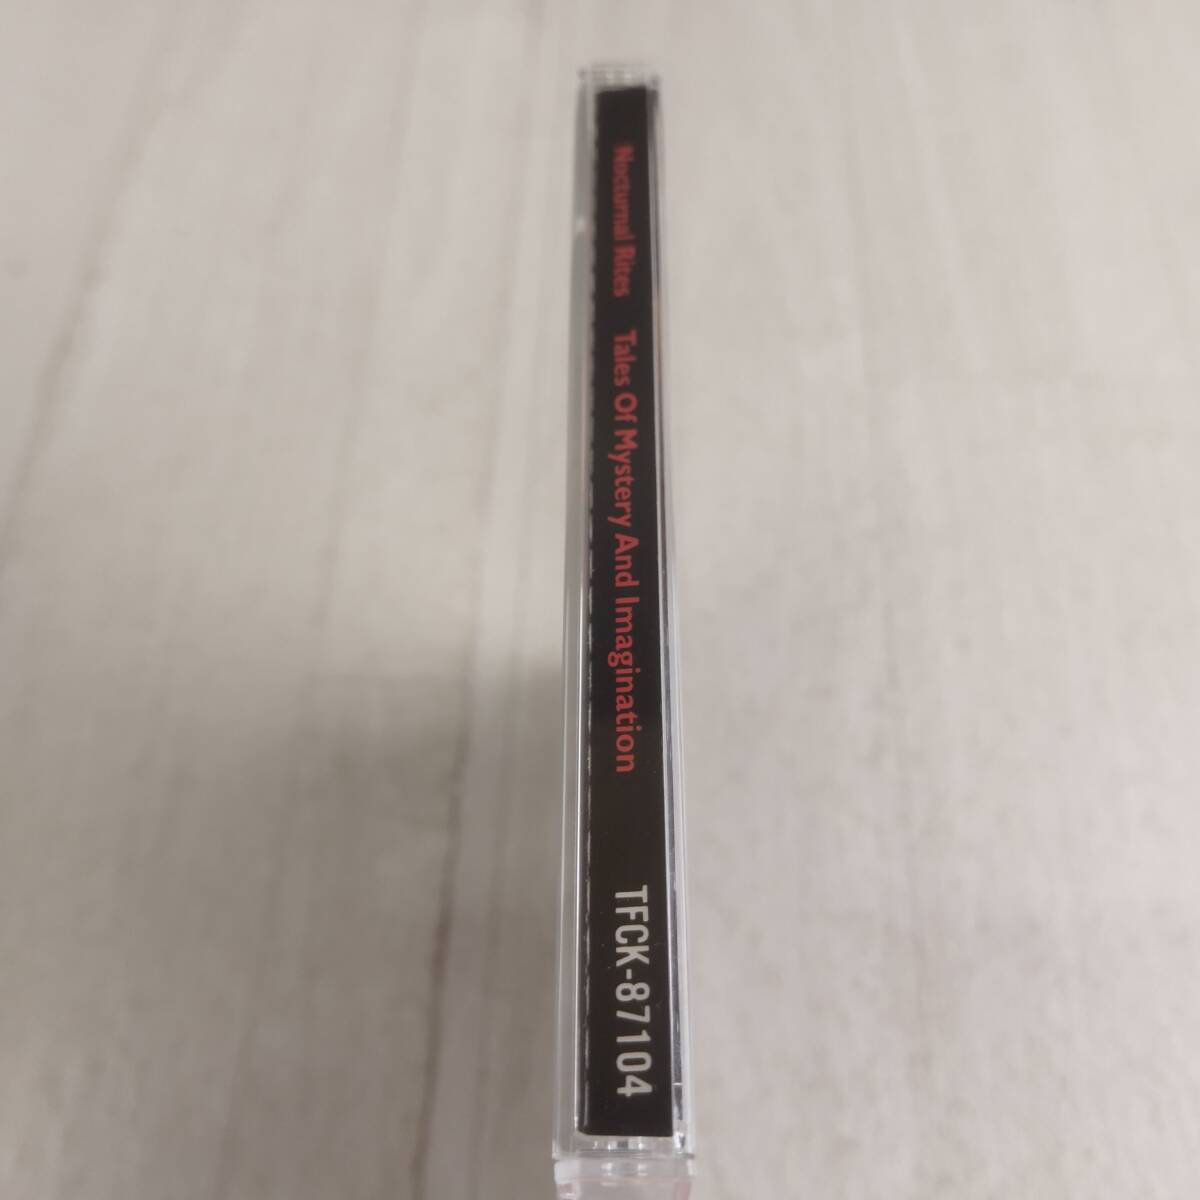 Nocturnal Rites Tales Of Mystery And Imagination TFCK-87104